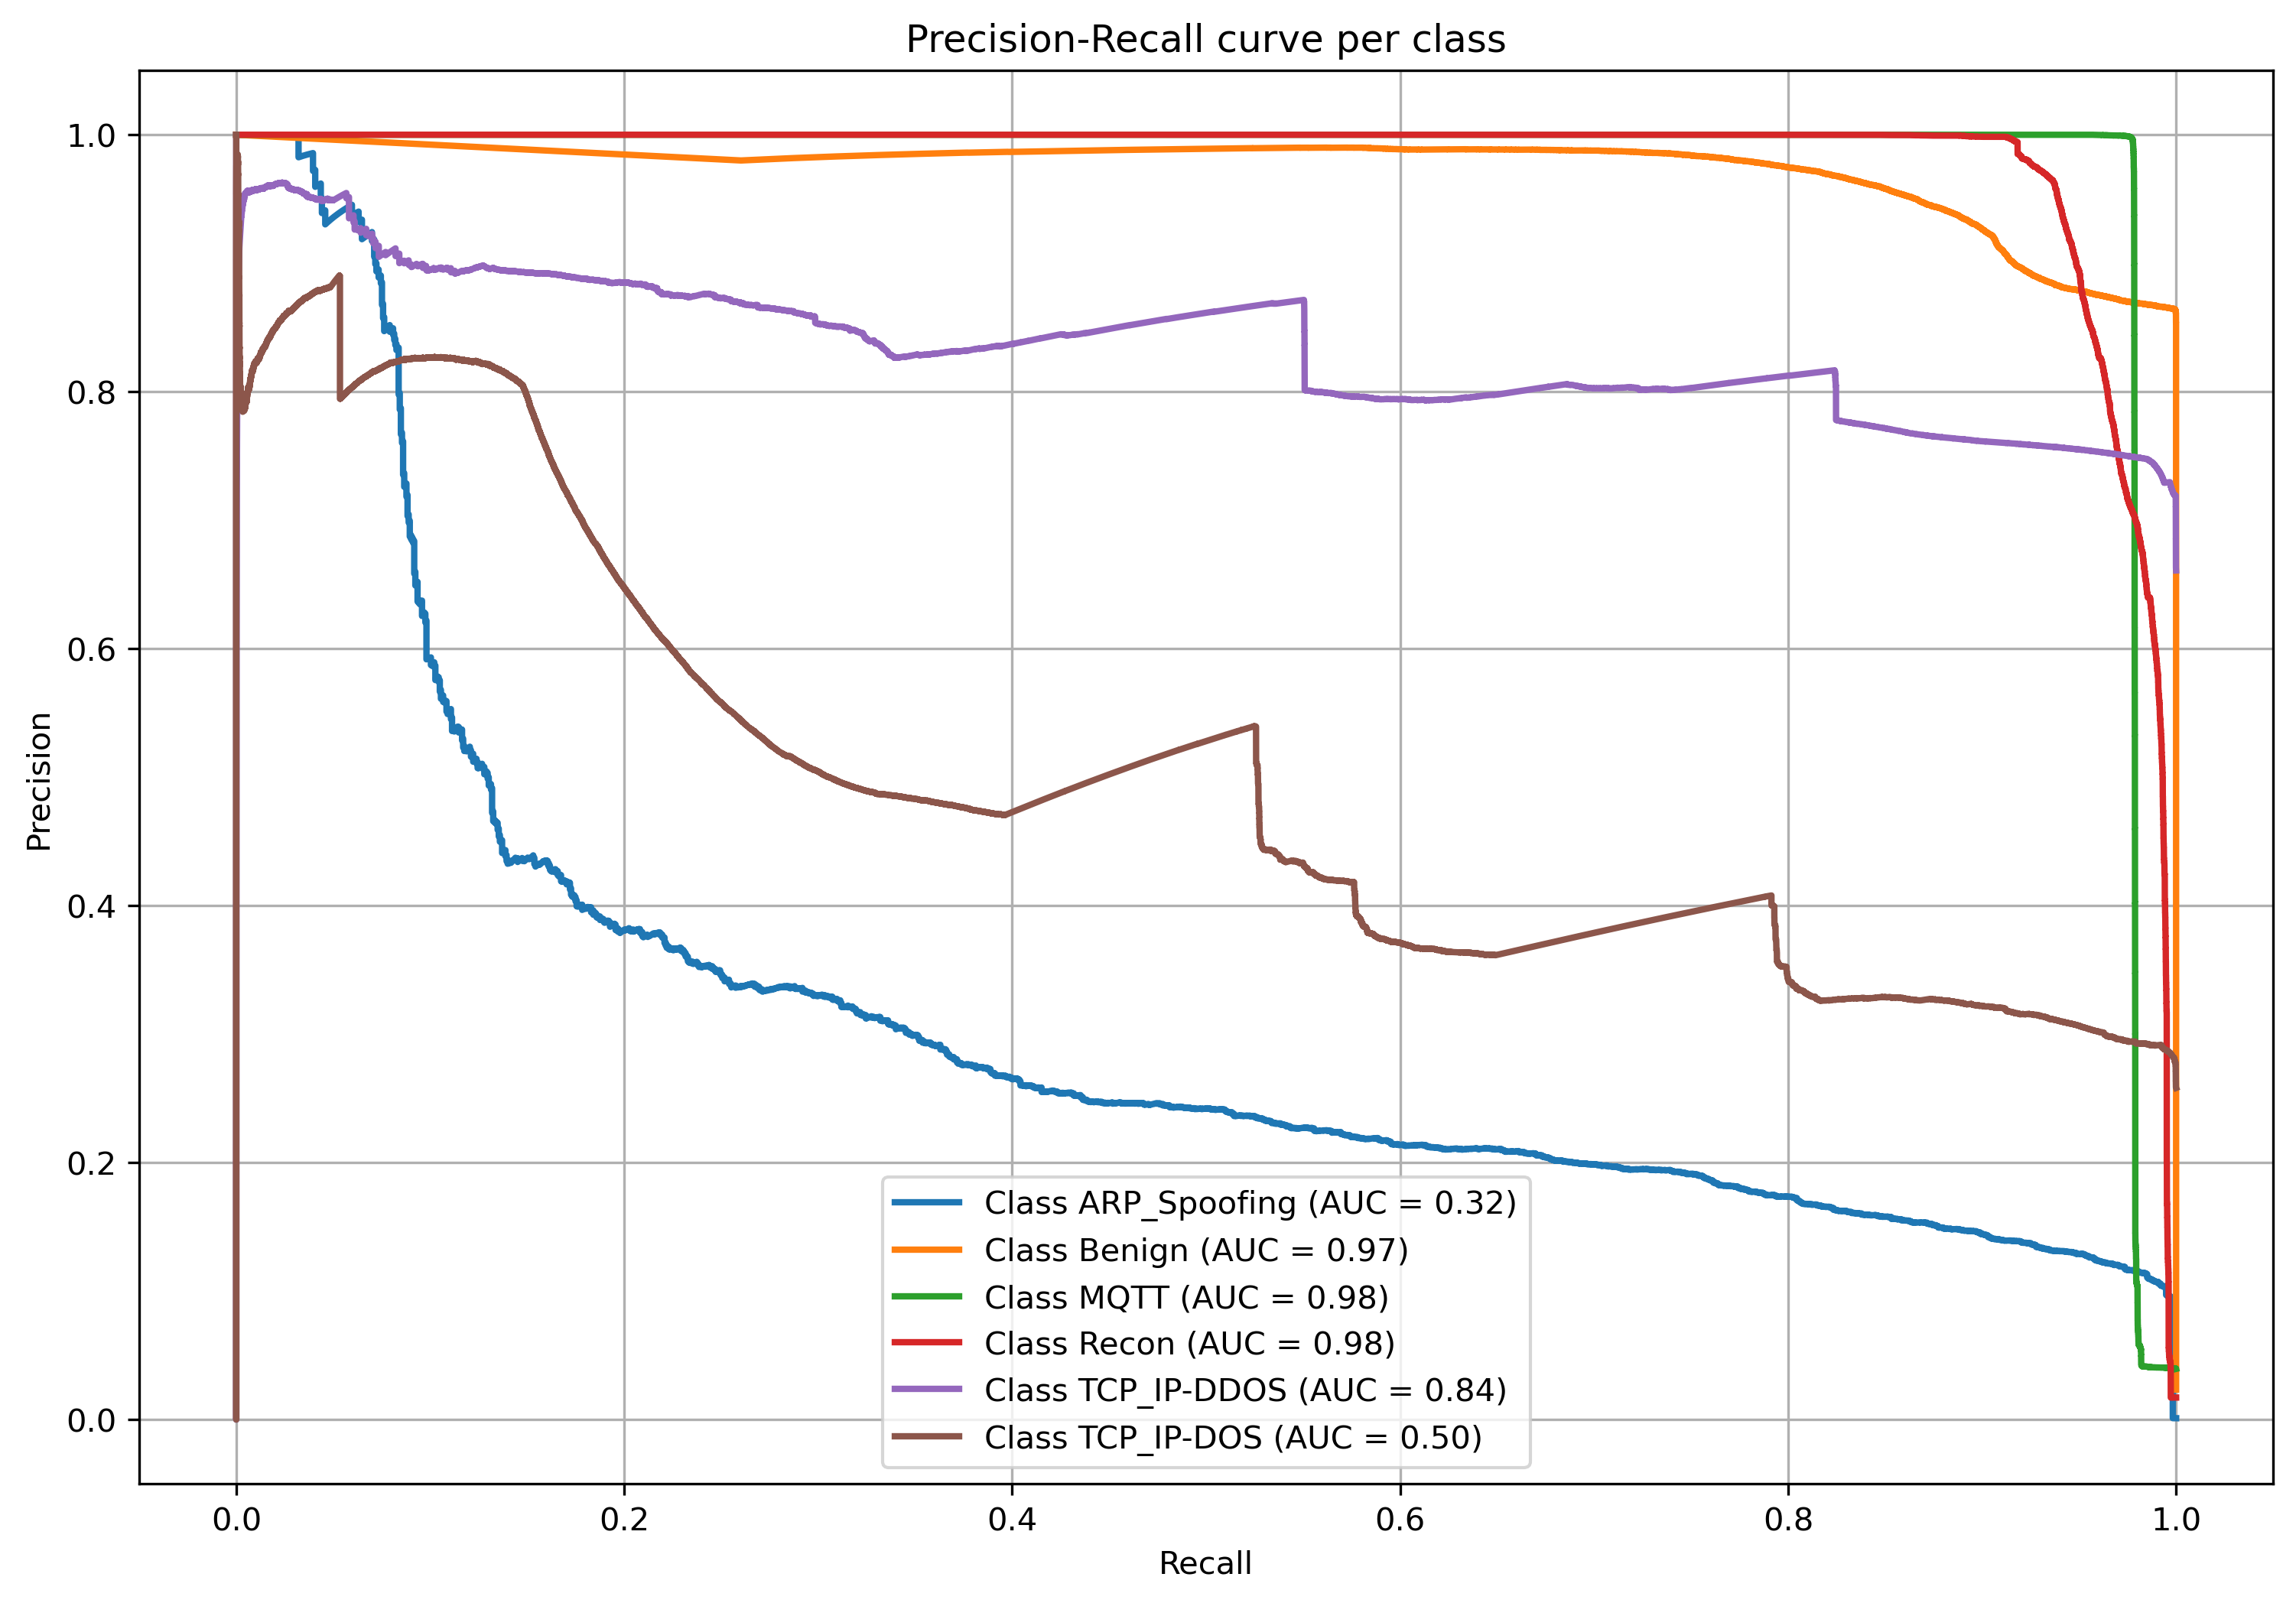 Precision-Recall curve per class
1.0
0.8
0.6
0.4
0.2
0.0
Precision
Class ARP_Spoofing (AUC = 0.32)
Class Benign (AUC = 0.97)
Class MQTT (AUC = 0.98)
Class Recon (AUC = 0.98)
Class TCP_IP-DDOS (AUC = 0.84)
Class TCP_IP-DOS (AUC = 0.50)
0.0 0.2 0.4 0.6 0.8 1.0
Recall